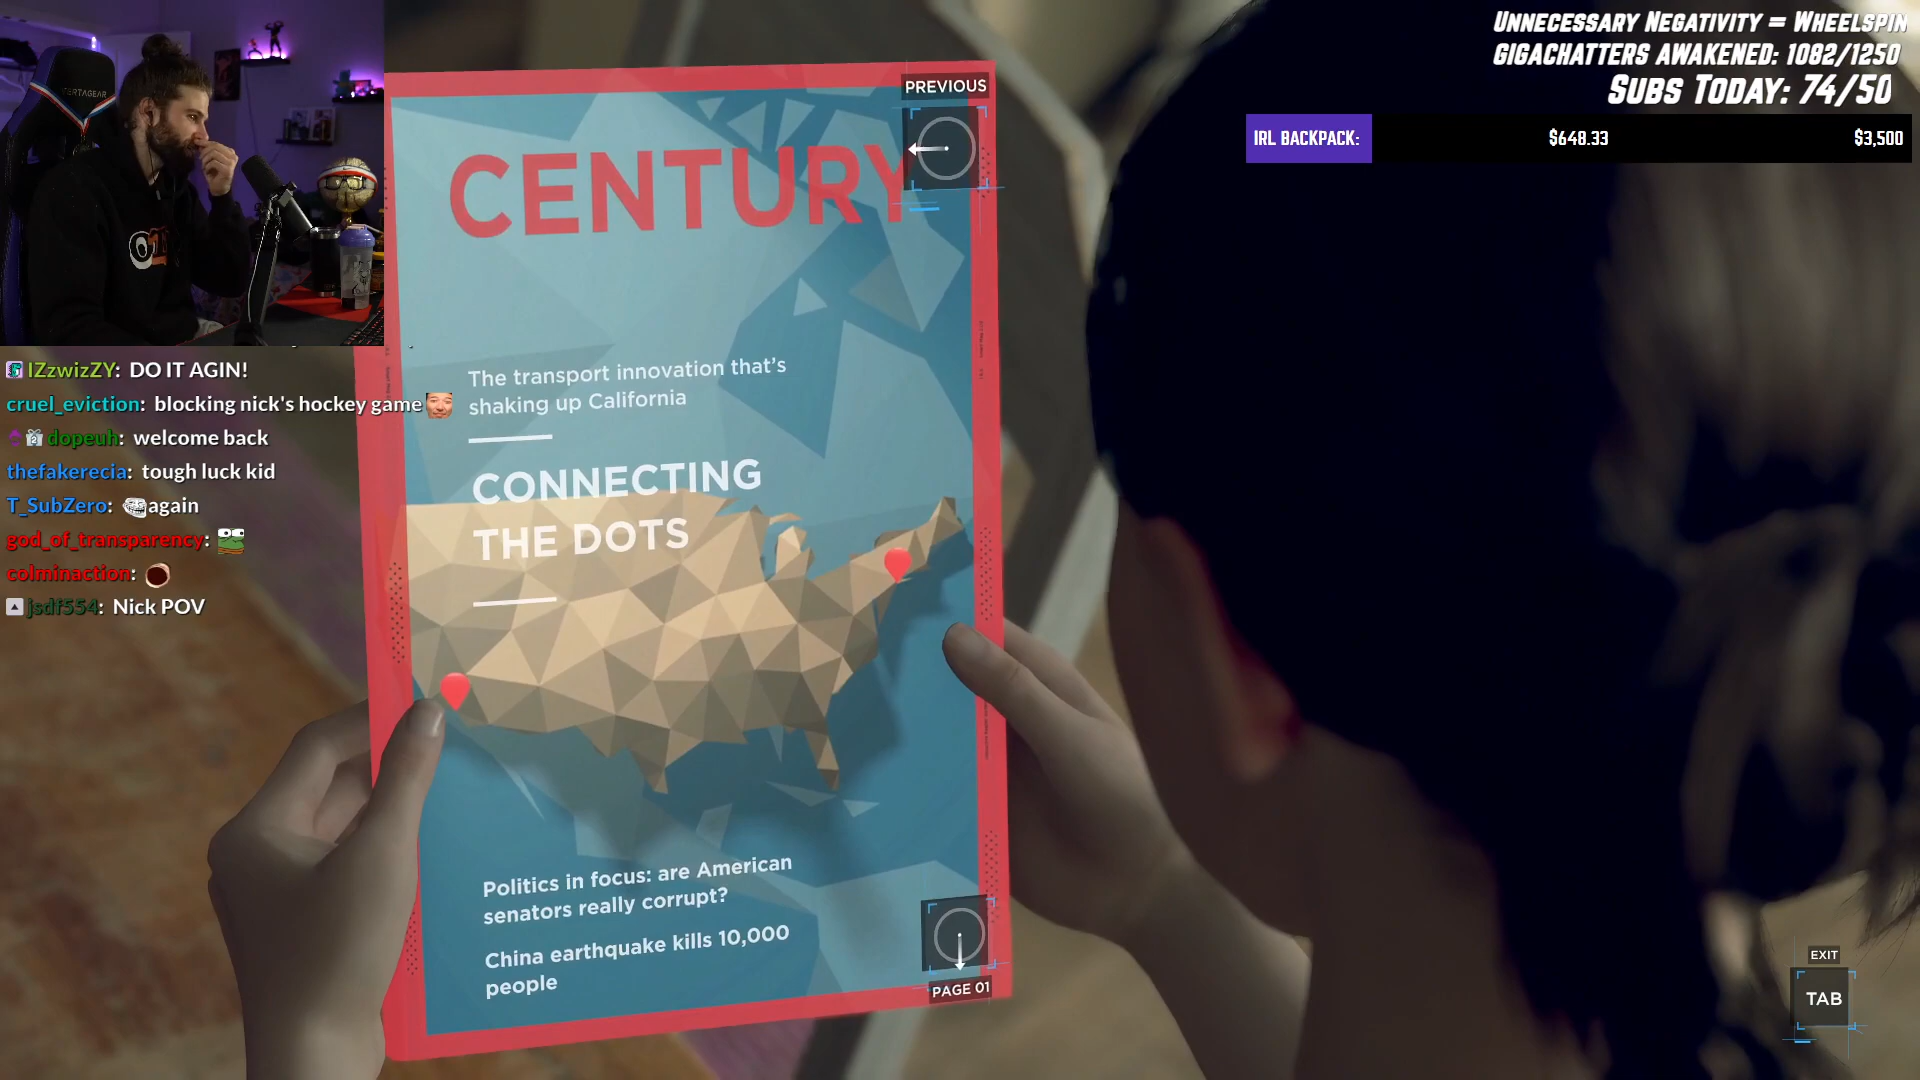 UNNECESSARY NEGATIVITY = WHEELSPIN
GIGACHATTERS AWAKENED: 1082/1250
SUBS TODAY: 74/50
IRL BACKPACK: $648.33 $3,500
PREVIOUS
CENTURY
The transport innovation that's
shaking up California
CONNECTING
THE DOTS
Politics in focus: are American
senators really corrupt?
China earthquake kills 10,000
people
PAGE 01
EXIT
TAB
IZzwizZY: DO IT AGIN!
cruel_eviction: blocking nick's hockey game
dopeuh: welcome back
thefakerecia: tough luck kid
T_SubZero: again
god_of_transparency:
colminaction:
jsdf554: Nick POV